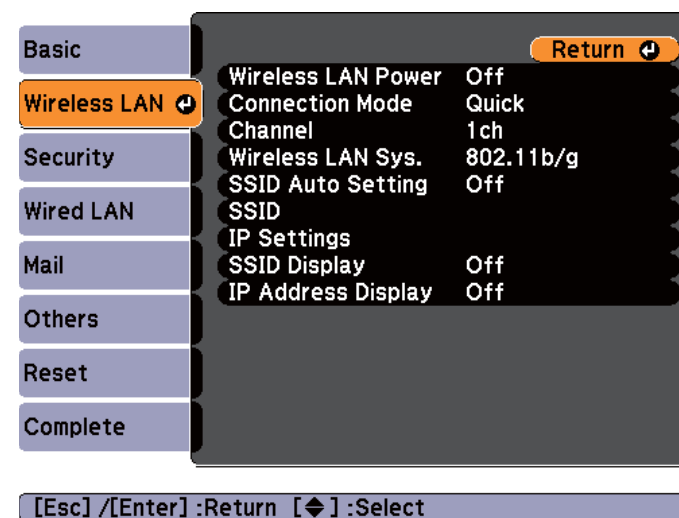 Basic
Wireless LAN
Security
Wired LAN
Mail
Others
Reset
Complete
Return
Wireless LAN Power Off
Connection Mode Quick
Channel 1ch
Wireless LAN Sys. 802.11b/g
SSID Auto Setting Off
SSID
IP Settings
SSID Display Off
IP Address Display Off
[Esc] /[Enter] :Return [◆] :Select